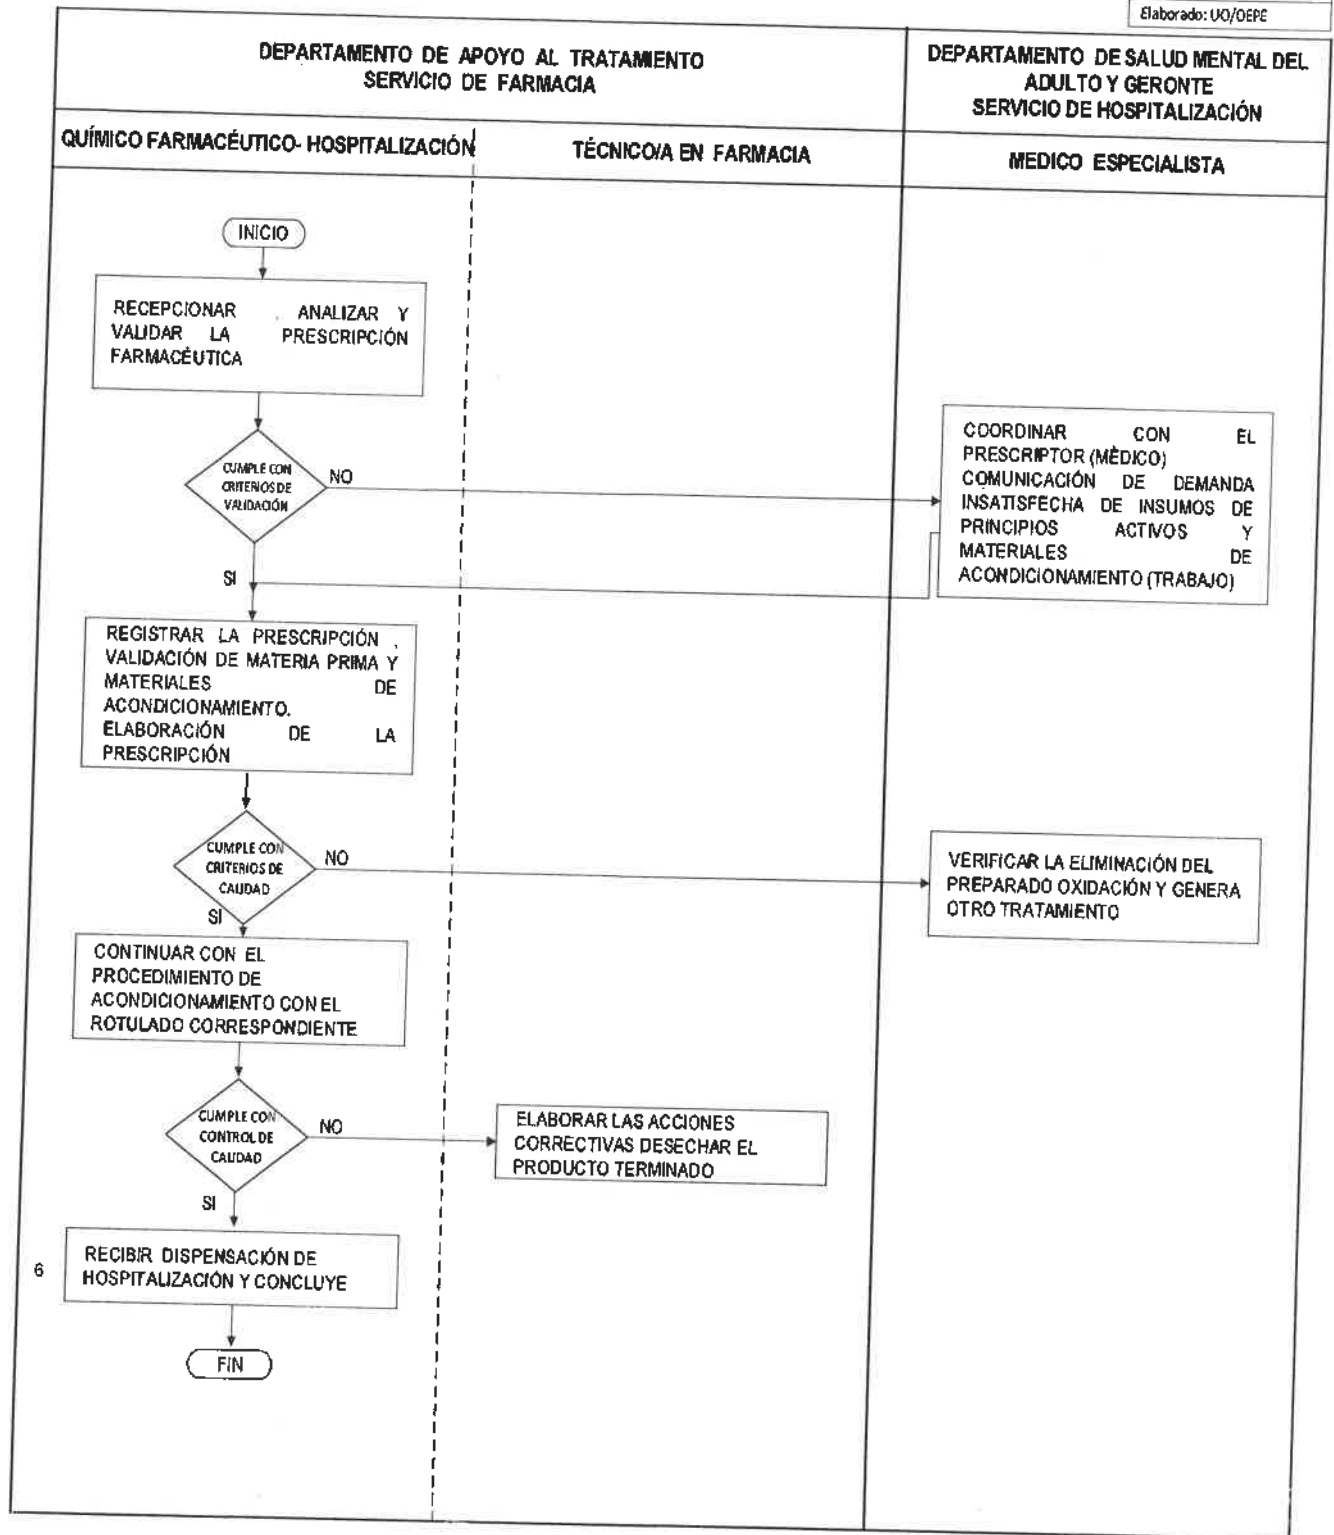 Elaborado: UO/OEPE
DEPARTAMENTO DE APOYO AL TRATAMIENTO
SERVICIO DE FARMACIA
DEPARTAMENTO DE SALUD MENTAL DEL
ADULTO Y GERONTE
SERVICIO DE HOSPITALIZACIÓN
QUÍMICO FARMACÉUTICO- HOSPITALIZACIÓN
TÉCNICO/A EN FARMACIA
MEDICO ESPECIALISTA
INICIO
RECEPCIONAR , ANALIZAR Y
VALIDAR LA PRESCRIPCIÓN
FARMACÉUTICA
CUMPLE CON
CRITERIOS DE
VALIDACIÓN
NO
COORDINAR CON EL
PRESCRIPTOR (MÉDICO)
COMUNICACIÓN DE DEMANDA
INSATISFECHA DE INSUMOS DE
PRINCIPIOS ACTIVOS Y
MATERIALES DE
ACONDICIONAMIENTO (TRABAJO)
SI
REGISTRAR LA PRESCRIPCIÓN ,
VALIDACIÓN DE MATERIA PRIMA Y
MATERIALES DE
ACONDICIONAMIENTO.
ELABORACIÓN DE LA
PRESCRIPCIÓN
CUMPLE CON
CRITERIOS DE
CALIDAD
NO
VERIFICAR LA ELIMINACIÓN DEL
PREPARADO OXIDACIÓN Y GENERA
OTRO TRATAMIENTO
SI
CONTINUAR CON EL
PROCEDIMIENTO DE
ACONDICIONAMIENTO CON EL
ROTULADO CORRESPONDIENTE
CUMPLE CON
CONTROL DE
CALIDAD
NO
ELABORAR LAS ACCIONES
CORRECTIVAS DESECHAR EL
PRODUCTO TERMINADO
SI
6
RECIBIR DISPENSACIÓN DE
HOSPITALIZACIÓN Y CONCLUYE
FIN